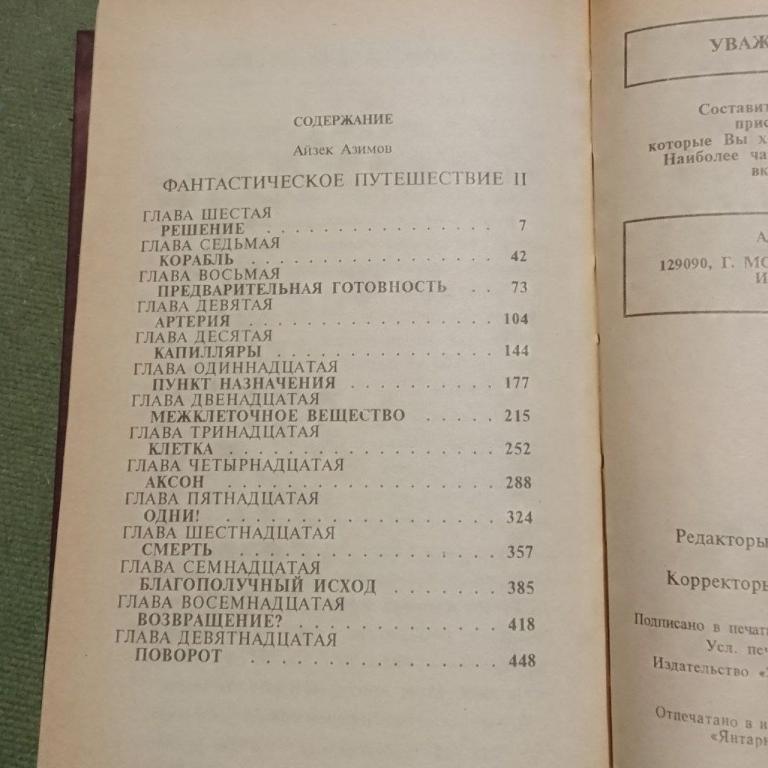 СОДЕРЖАНИЕ
Айзек Азимов
ФАНТАСТИЧЕСКОЕ ПУТЕШЕСТВИЕ II
ГЛАВА ШЕСТАЯ
РЕШЕНИЕ . . . . . . . . . . . . . . . . 7
ГЛАВА СЕДЬМАЯ
КОРАБЛЬ . . . . . . . . . . . . . . . . 42
ГЛАВА ВОСЬМАЯ
ПРЕДВАРИТЕЛЬНАЯ ГОТОВНОСТЬ . . 73
ГЛАВА ДЕВЯТАЯ
АРТЕРИЯ . . . . . . . . . . . . . . . . 104
ГЛАВА ДЕСЯТАЯ
КАПИЛЛЯРЫ . . . . . . . . . . . . . . 144
ГЛАВА ОДИННАДЦАТАЯ
ПУНКТ НАЗНАЧЕНИЯ . . . . . . . . . 177
ГЛАВА ДВЕНАДЦАТАЯ
МЕЖКЛЕТОЧНОЕ ВЕЩЕСТВО . . . . . 215
ГЛАВА ТРИНАДЦАТАЯ
КЛЕТКА . . . . . . . . . . . . . . . . . 252
ГЛАВА ЧЕТЫРНАДЦАТАЯ
АКСОН . . . . . . . . . . . . . . . . . 288
ГЛАВА ПЯТНАДЦАТАЯ
ОДНИ! . . . . . . . . . . . . . . . . . 324
ГЛАВА ШЕСТНАДЦАТАЯ
СМЕРТЬ . . . . . . . . . . . . . . . . 357
ГЛАВА СЕМНАДЦАТАЯ
БЛАГОПОЛУЧНЫЙ ИСХОД . . . . . . . 385
ГЛАВА ВОСЕМНАДЦАТАЯ
ВОЗВРАЩЕНИЕ? . . . . . . . . . . . . 418
ГЛАВА ДЕВЯТНАДЦАТАЯ
ПОВОРОТ . . . . . . . . . . . . . . . 448
УВАЖ
Составит
прис
которые Вы х
Наиболее ча
вк
А
129090, Г. МО
И
Редакторы
Корректоры
Подписано в печат
Усл. пе
Издательство «
Отпечатано в и
«Янтар